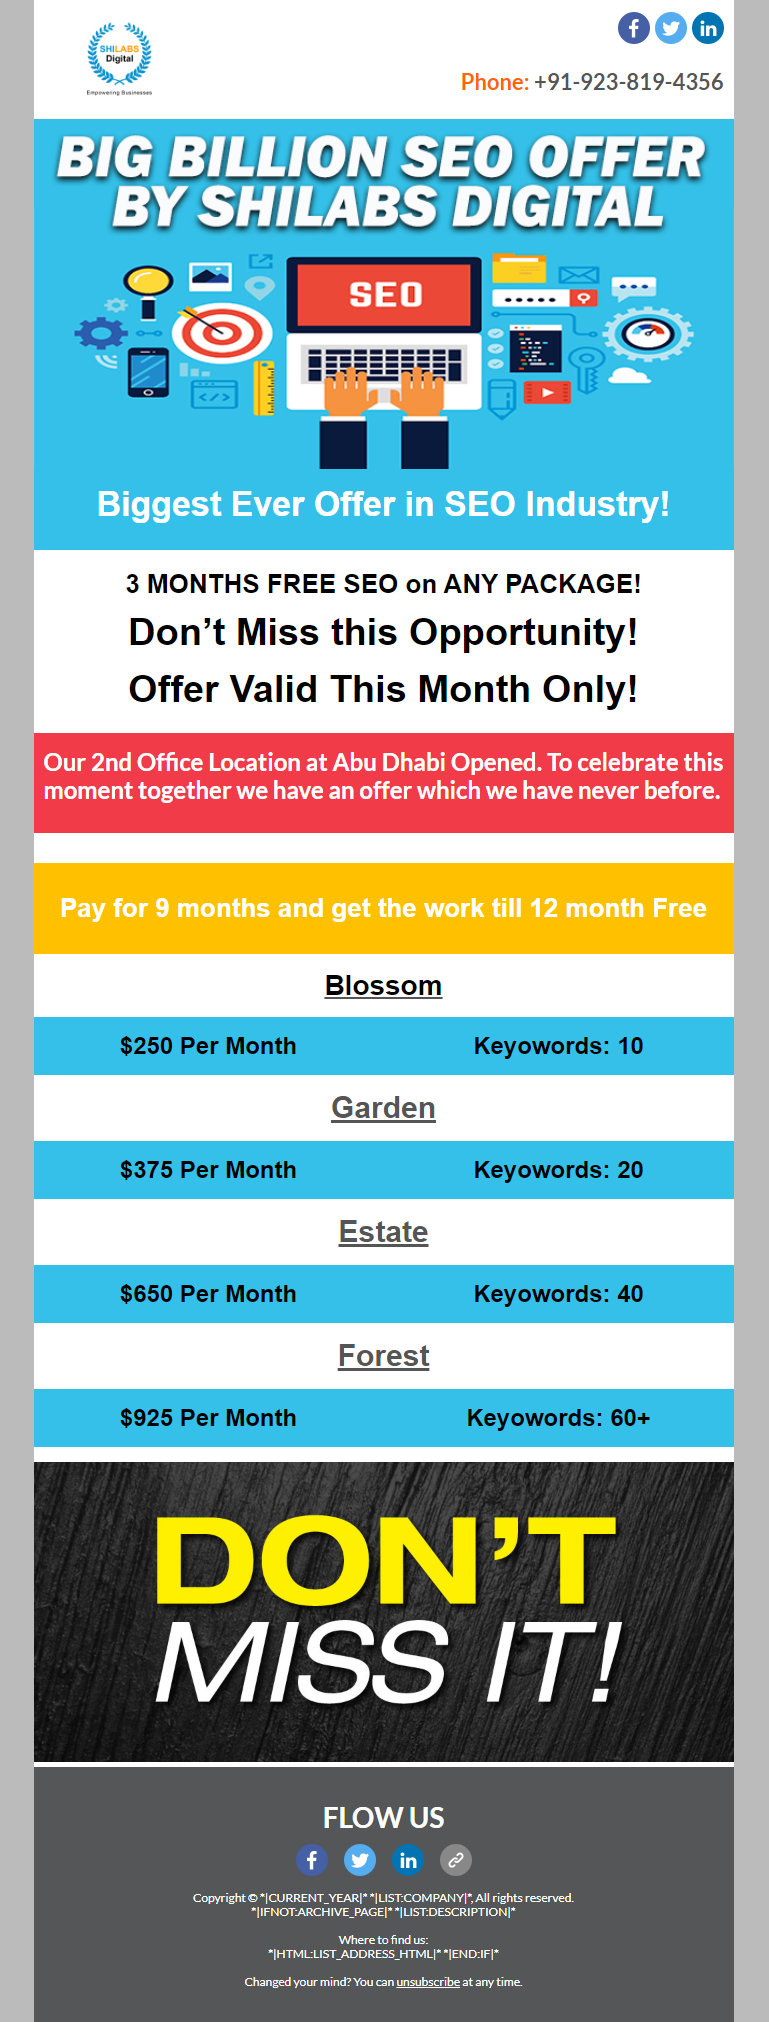 SHILABS
Digital
Empowering Businesses
Phone: +91-923-819-4356
BIG BILLION SEO OFFER
BY SHILABS DIGITAL
SEO
Biggest Ever Offer in SEO Industry!
3 MONTHS FREE SEO on ANY PACKAGE!
Don’t Miss this Opportunity!
Offer Valid This Month Only!
Our 2nd Office Location at Abu Dhabi Opened. To celebrate this
moment together we have an offer which we have never before.
Pay for 9 months and get the work till 12 month Free
Blossom
$250 Per Month Keyowords: 10
Garden
$375 Per Month Keyowords: 20
Estate
$650 Per Month Keyowords: 40
Forest
$925 Per Month Keyowords: 60+
DON’T
MISS IT!
FLOW US
Copyright © *|CURRENT_YEAR|* *|LIST:COMPANY|*, All rights reserved.
*|IFNOT:ARCHIVE_PAGE|* *|LIST:DESCRIPTION|*
Where to find us:
*|HTML:LIST_ADDRESS_HTML|* *|END:IF|*
Changed your mind? You can unsubscribe at any time.